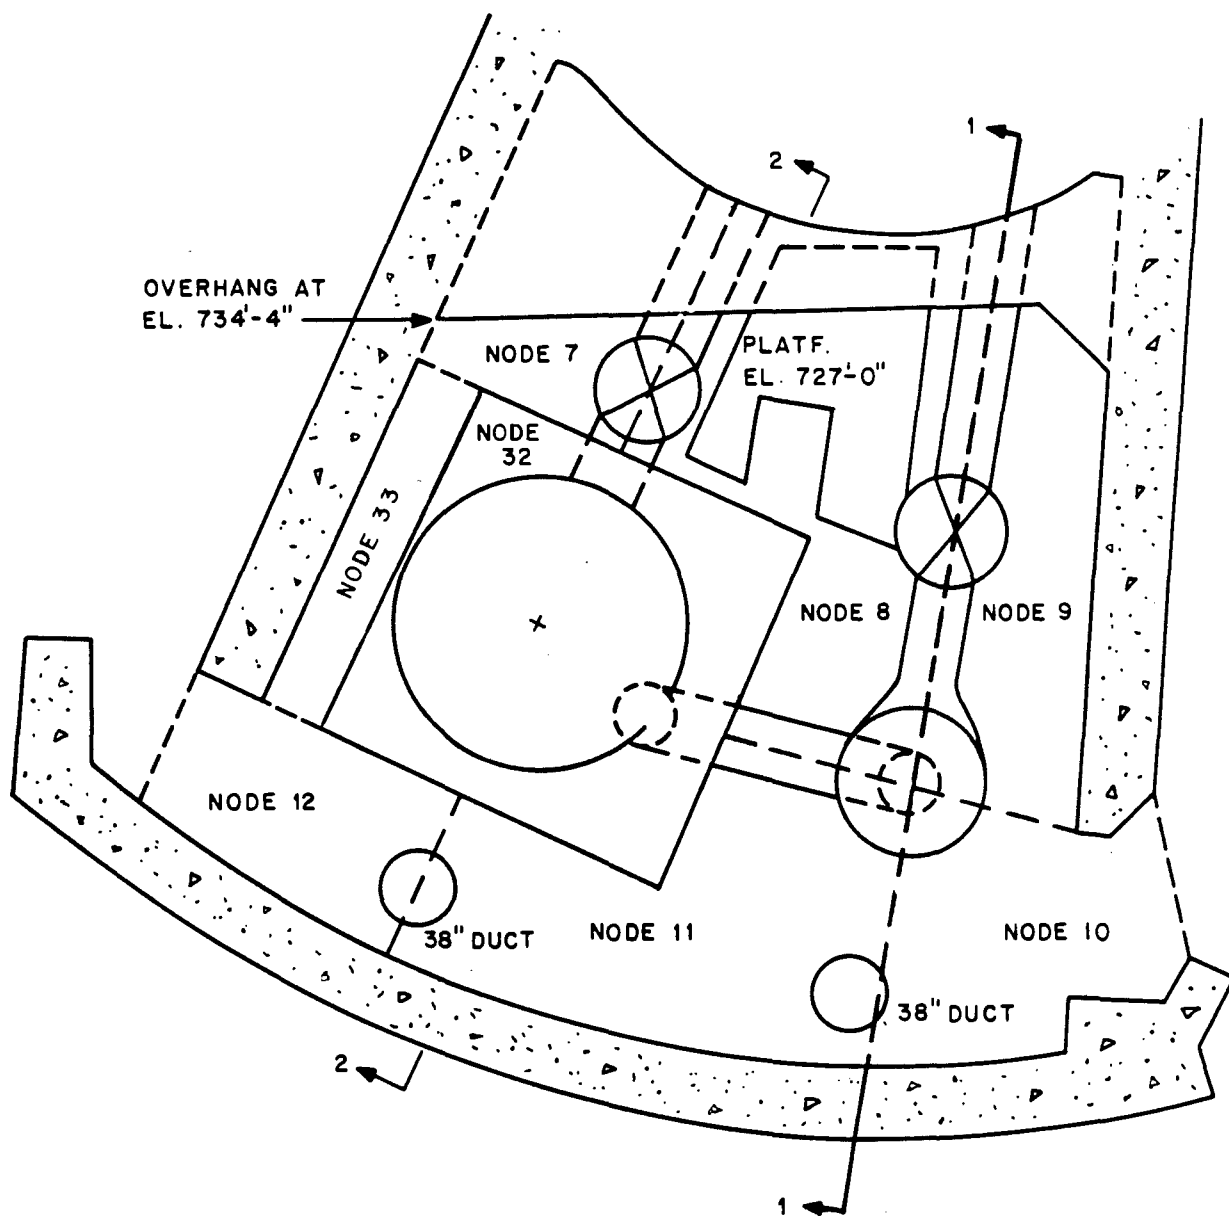 1
2
OVERHANG AT
EL. 734'-4"
NODE 7
PLATF.
EL. 727'-0"
NODE
32
NODE 33
NODE 8
NODE 9
NODE 12
38" DUCT
NODE 11
NODE 10
38" DUCT
2
1